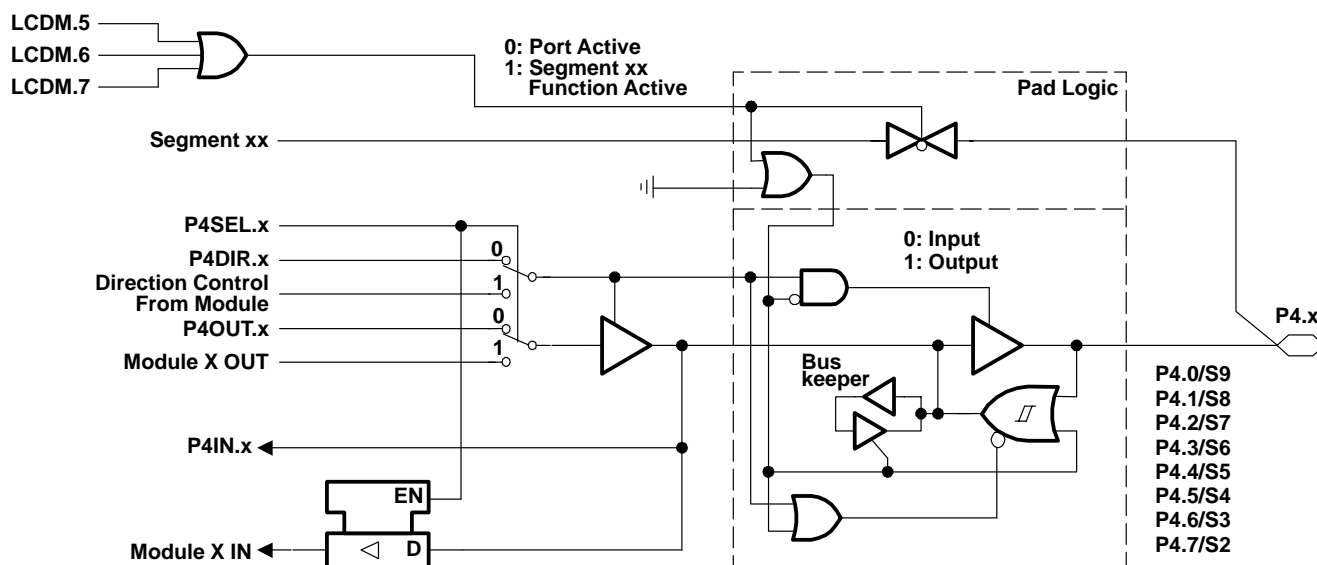 LCDM.5
LCDM.6
LCDM.7
0: Port Active
1: Segment xx
Function Active
Pad Logic
Segment xx
P4SEL.x
0
P4DIR.x
Direction Control
From Module
1
0
P4OUT.x
1
Module X OUT
0: Input
1: Output
P4.x
Bus
keeper
P4IN.x
EN
D
Module X IN
P4.0/S9
P4.1/S8
P4.2/S7
P4.3/S6
P4.4/S5
P4.5/S4
P4.6/S3
P4.7/S2